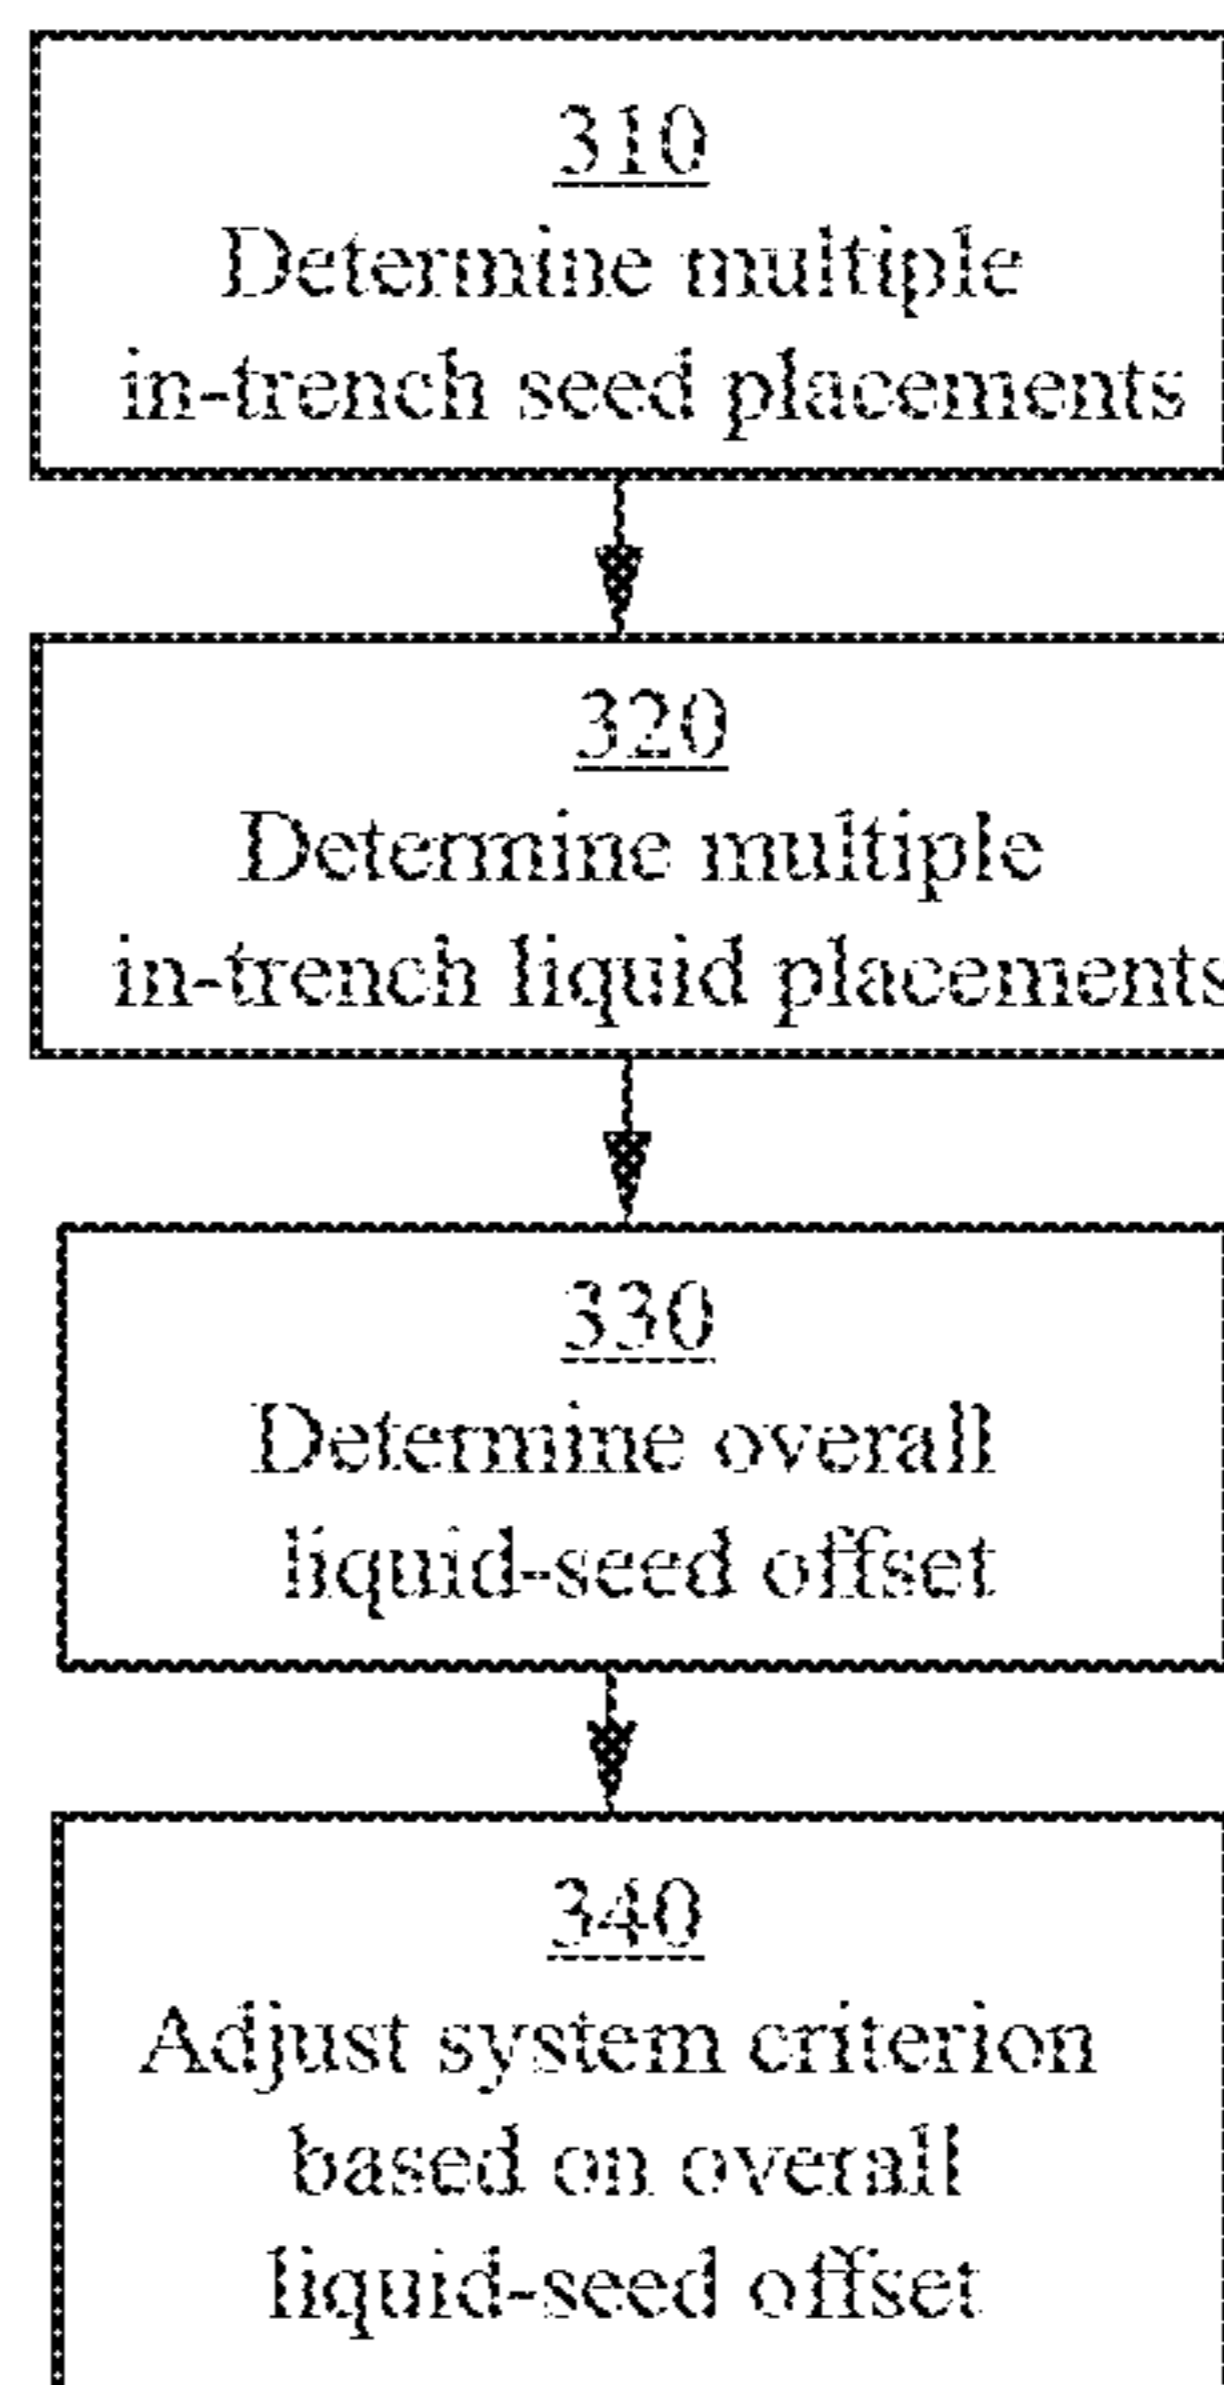 310
Determine multiple
in-trench seed placements
320
Determine multiple
in-trench liquid placements
330
Determine overall
liquid-seed offset
340
Adjust system criterion
based on overall
liquid-seed offset